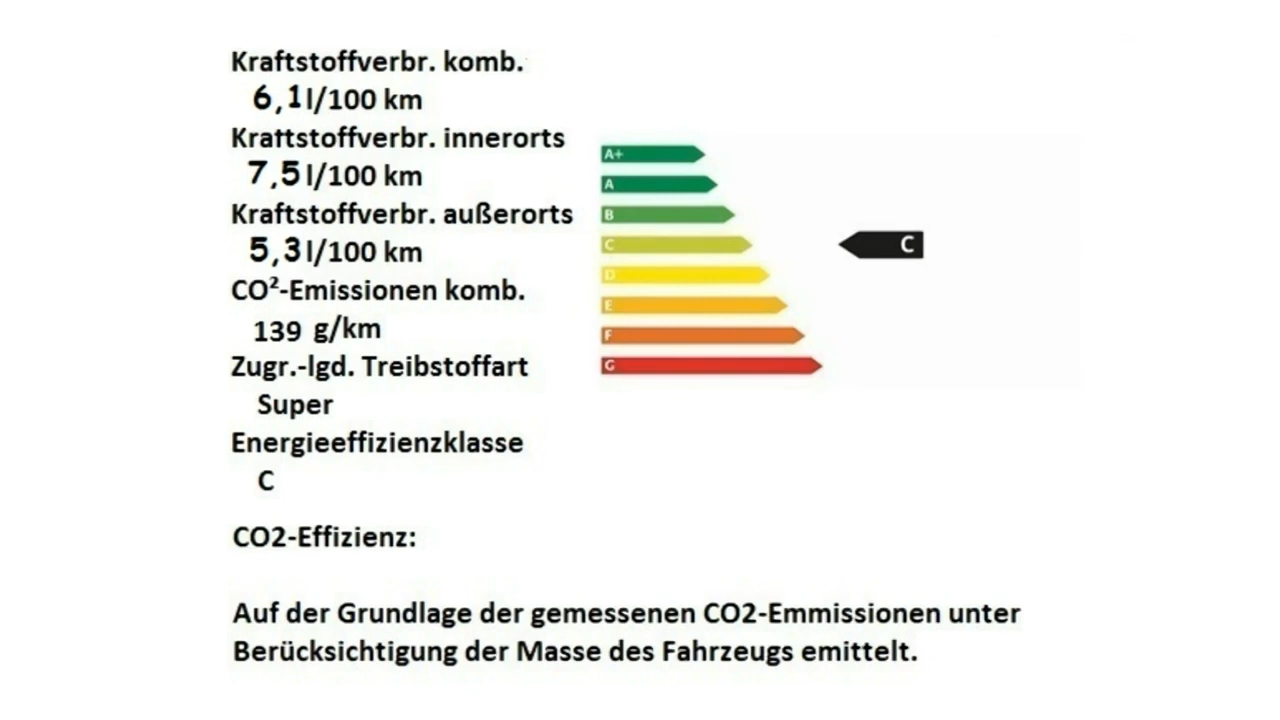 Kraftstoffverbr. komb.
6,1 l/100 km
Krattstoffverbr. innerorts
7,5 l/100 km
Kraftstoffverbr. außerorts
5,3 l/100 km
CO²-Emissionen komb.
139 g/km
Zugr.-lgd. Treibstoffart
Super
Energieeffizienzklasse
C
A+
A
B
C
D
E
F
G
C
CO2-Effizienz:
Auf der Grundlage der gemessenen CO2-Emmissionen unter
Berücksichtigung der Masse des Fahrzeugs emittelt.